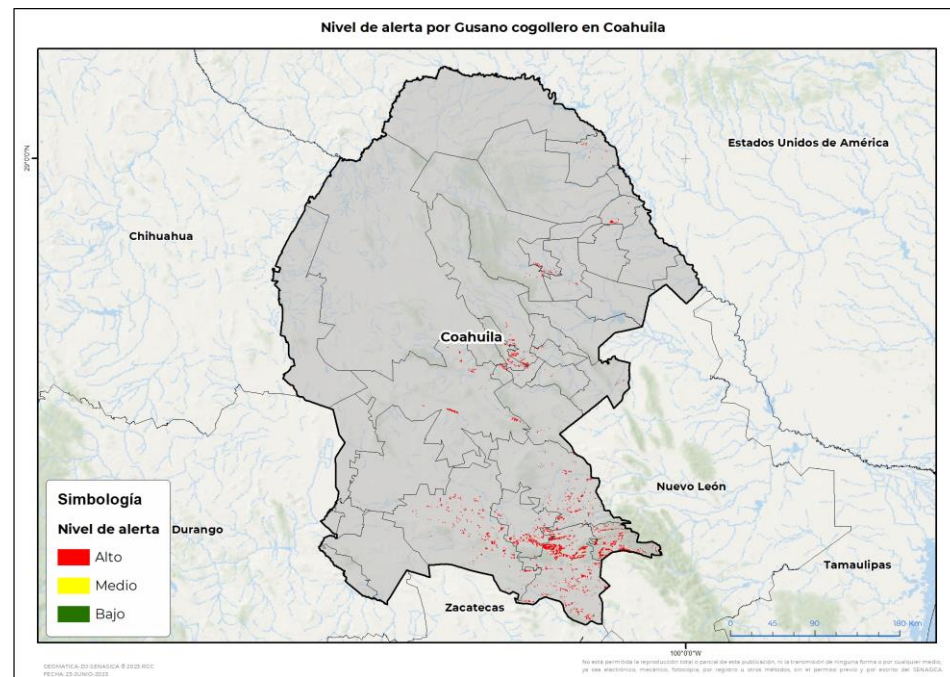 Nivel de alerta por Gusano cogollero en Coahuila
29°0'0"N
Estados Unidos de América
Chihuahua
Coahuila
Nuevo León
Simbología
Nivel de alerta
Durango
Alto
Medio
Bajo
Tamaulipas
Zacatecas
0 45 90 180 Km
100°0'0"W
GEOMATICA-DJ-SENASICA © 2023 RGC
FECHA: 23-JUNIO-2023
No está permitida la reproducción total o parcial de esta publicación, ni la transmisión de ninguna forma o por cualquier medio,
ya sea electrónico, mecánico, fotocopia, por registro u otros métodos, sin el permiso previo y por escrito del SENASICA.